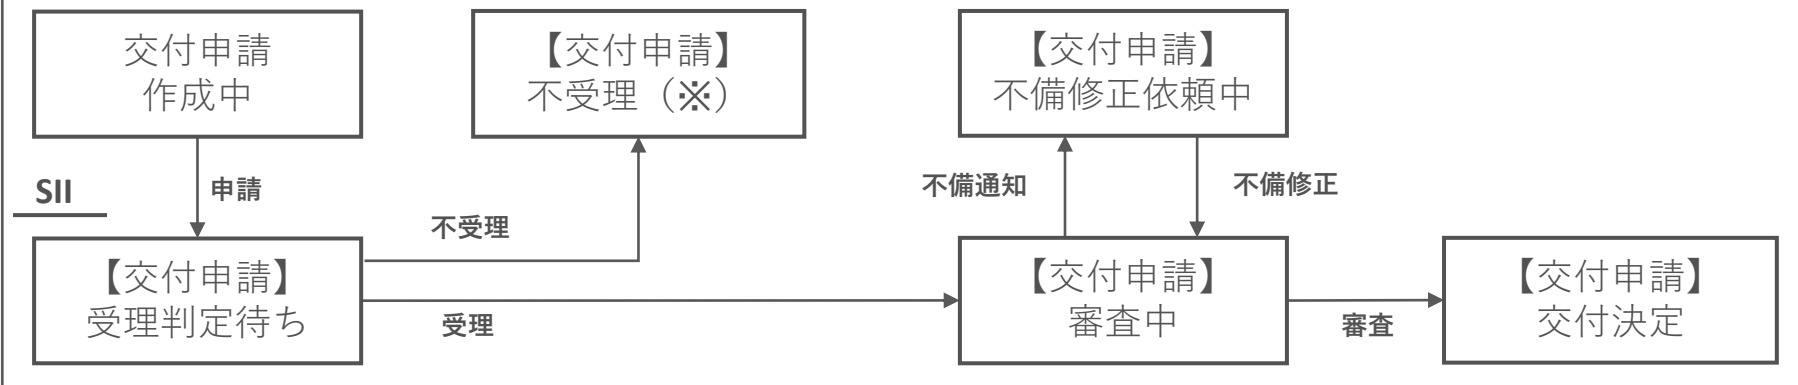 交付申請
作成中
【交付申請】
不受理（※）
【交付申請】
不備修正依頼中
SII
申請
不受理
不備通知
不備修正
【交付申請】
受理判定待ち
受理
【交付申請】
審査中
審査
【交付申請】
交付決定